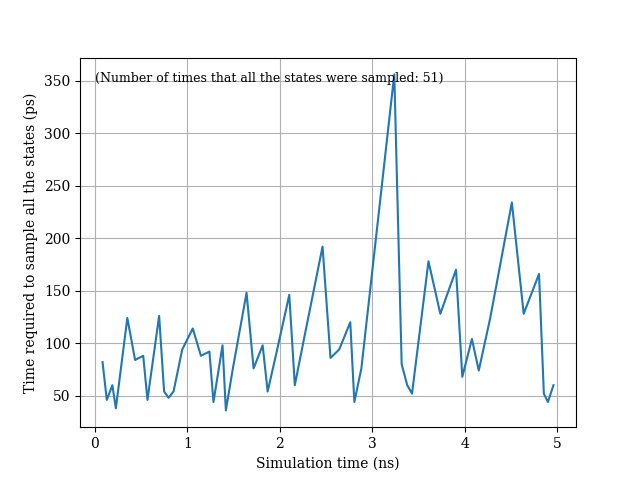 (Number of times that all the states were sampled: 51)
350
300
250
200
150
100
50
Time required to sample all the states (ps)
0 1 2 3 4 5
Simulation time (ns)